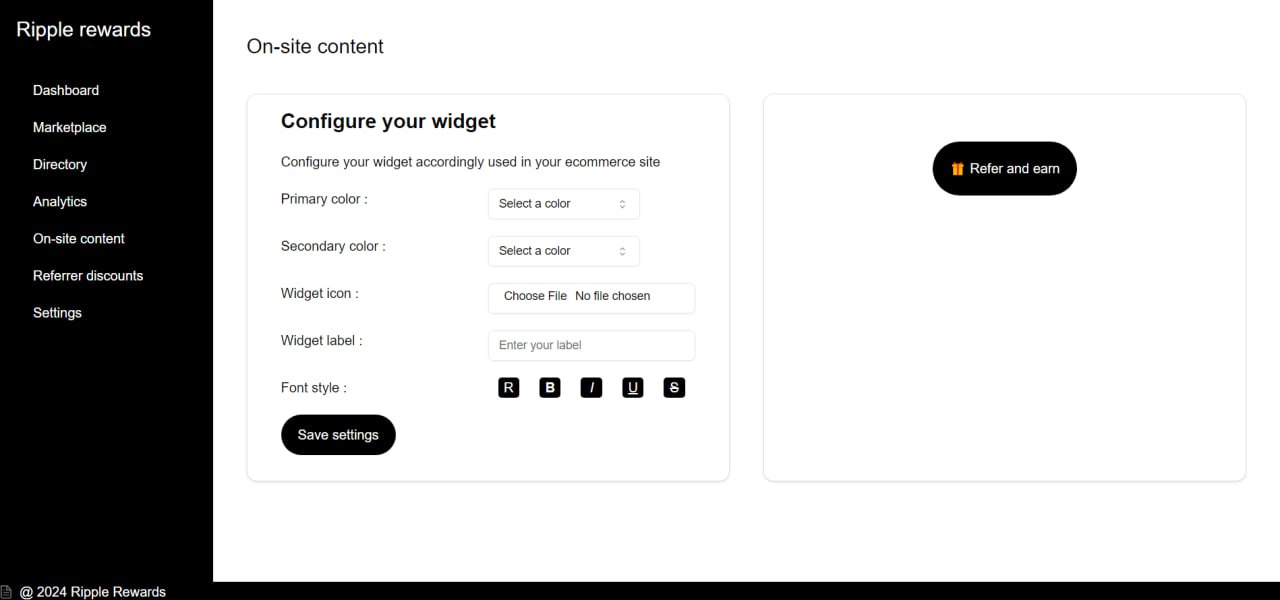 Ripple rewards
Dashboard
Marketplace
Directory
Analytics
On-site content
Referrer discounts
Settings
On-site content
Configure your widget
Configure your widget accordingly used in your ecommerce site
Primary color :
Select a color
Secondary color :
Select a color
Widget icon :
Choose File No file chosen
Widget label :
Enter your label
Font style :
R B I U S
Save settings
Refer and earn
@ 2024 Ripple Rewards